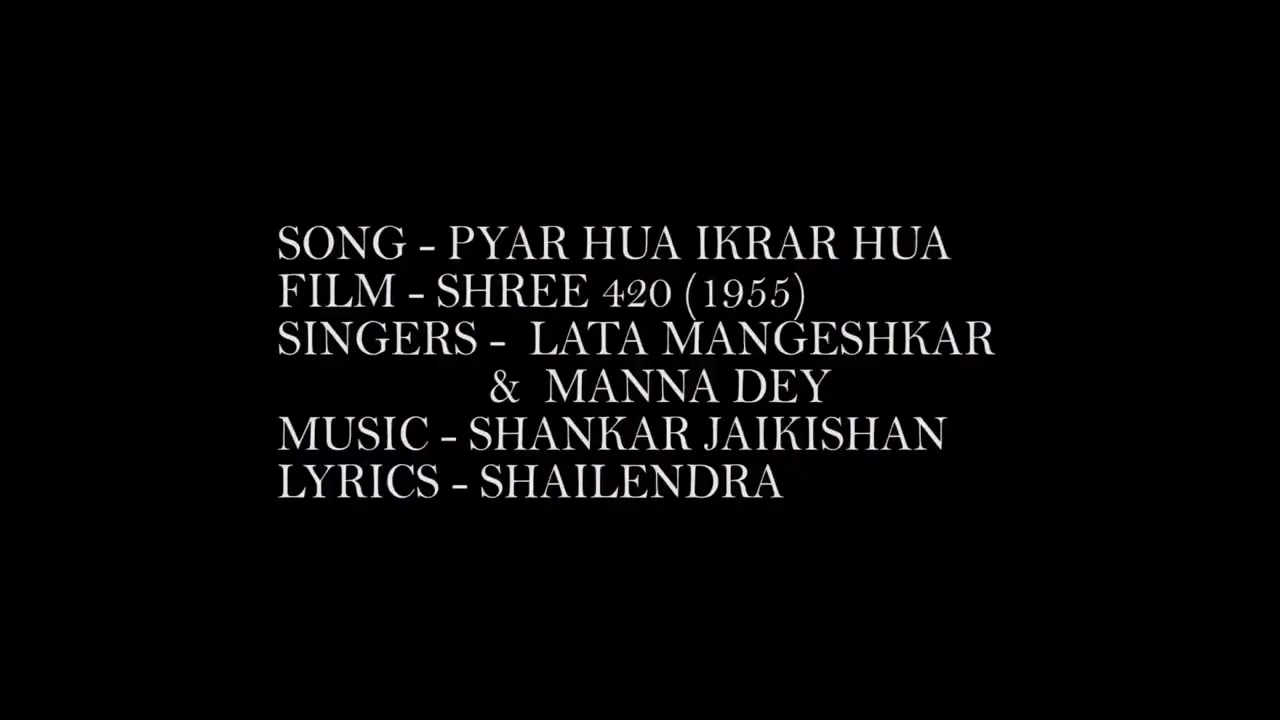 SONG - PYAR HUA IKRAR HUA
FILM - SHREE 420 (1955)
SINGERS - LATA MANGESHKAR
& MANNA DEY
MUSIC - SHANKAR JAIKISHAN
LYRICS - SHAILENDRA